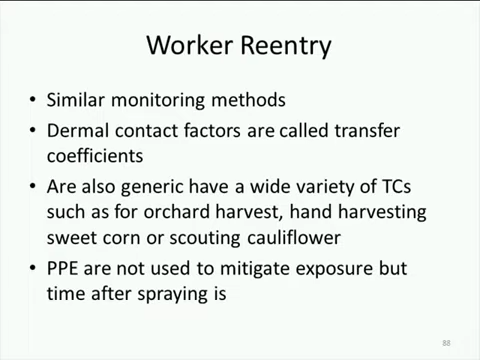 Worker Reentry
• Similar monitoring methods
• Dermal contact factors are called transfer
coefficients
• Are also generic have a wide variety of TCs
such as for orchard harvest, hand harvesting
sweet corn or scouting cauliflower
• PPE are not used to mitigate exposure but
time after spraying is
88